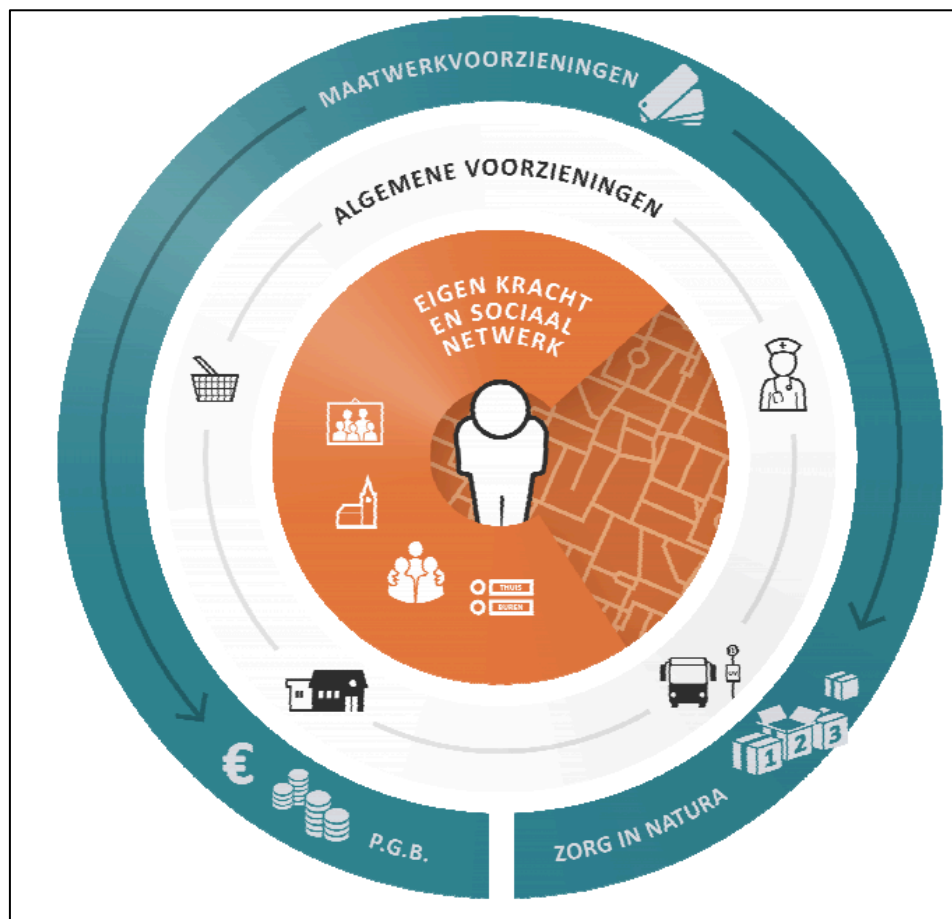 MAATWERKVOORZIENINGEN
ALGEMENE VOORZIENINGEN
EIGEN KRACHT
EN SOCIAAL
NETWERK
THUIS
BUREN
€
P.G.B.
1 2 3
ZORG IN NATURA